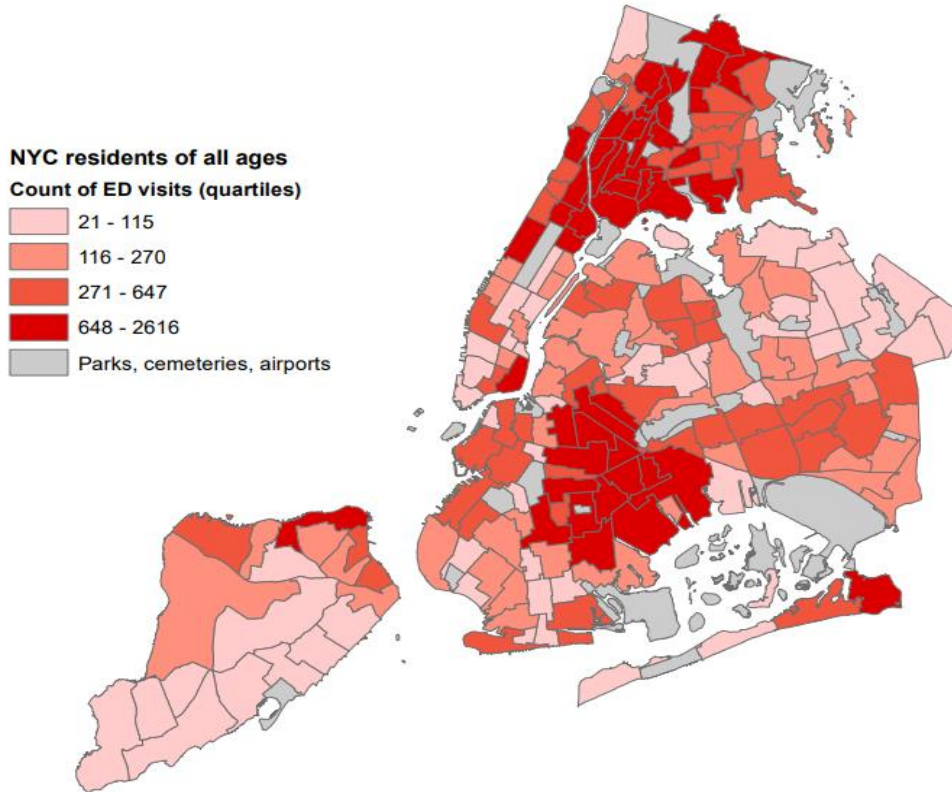 NYC residents of all ages
Count of ED visits (quartiles)
21 - 115
116 - 270
271 - 647
648 - 2616
Parks, cemeteries, airports